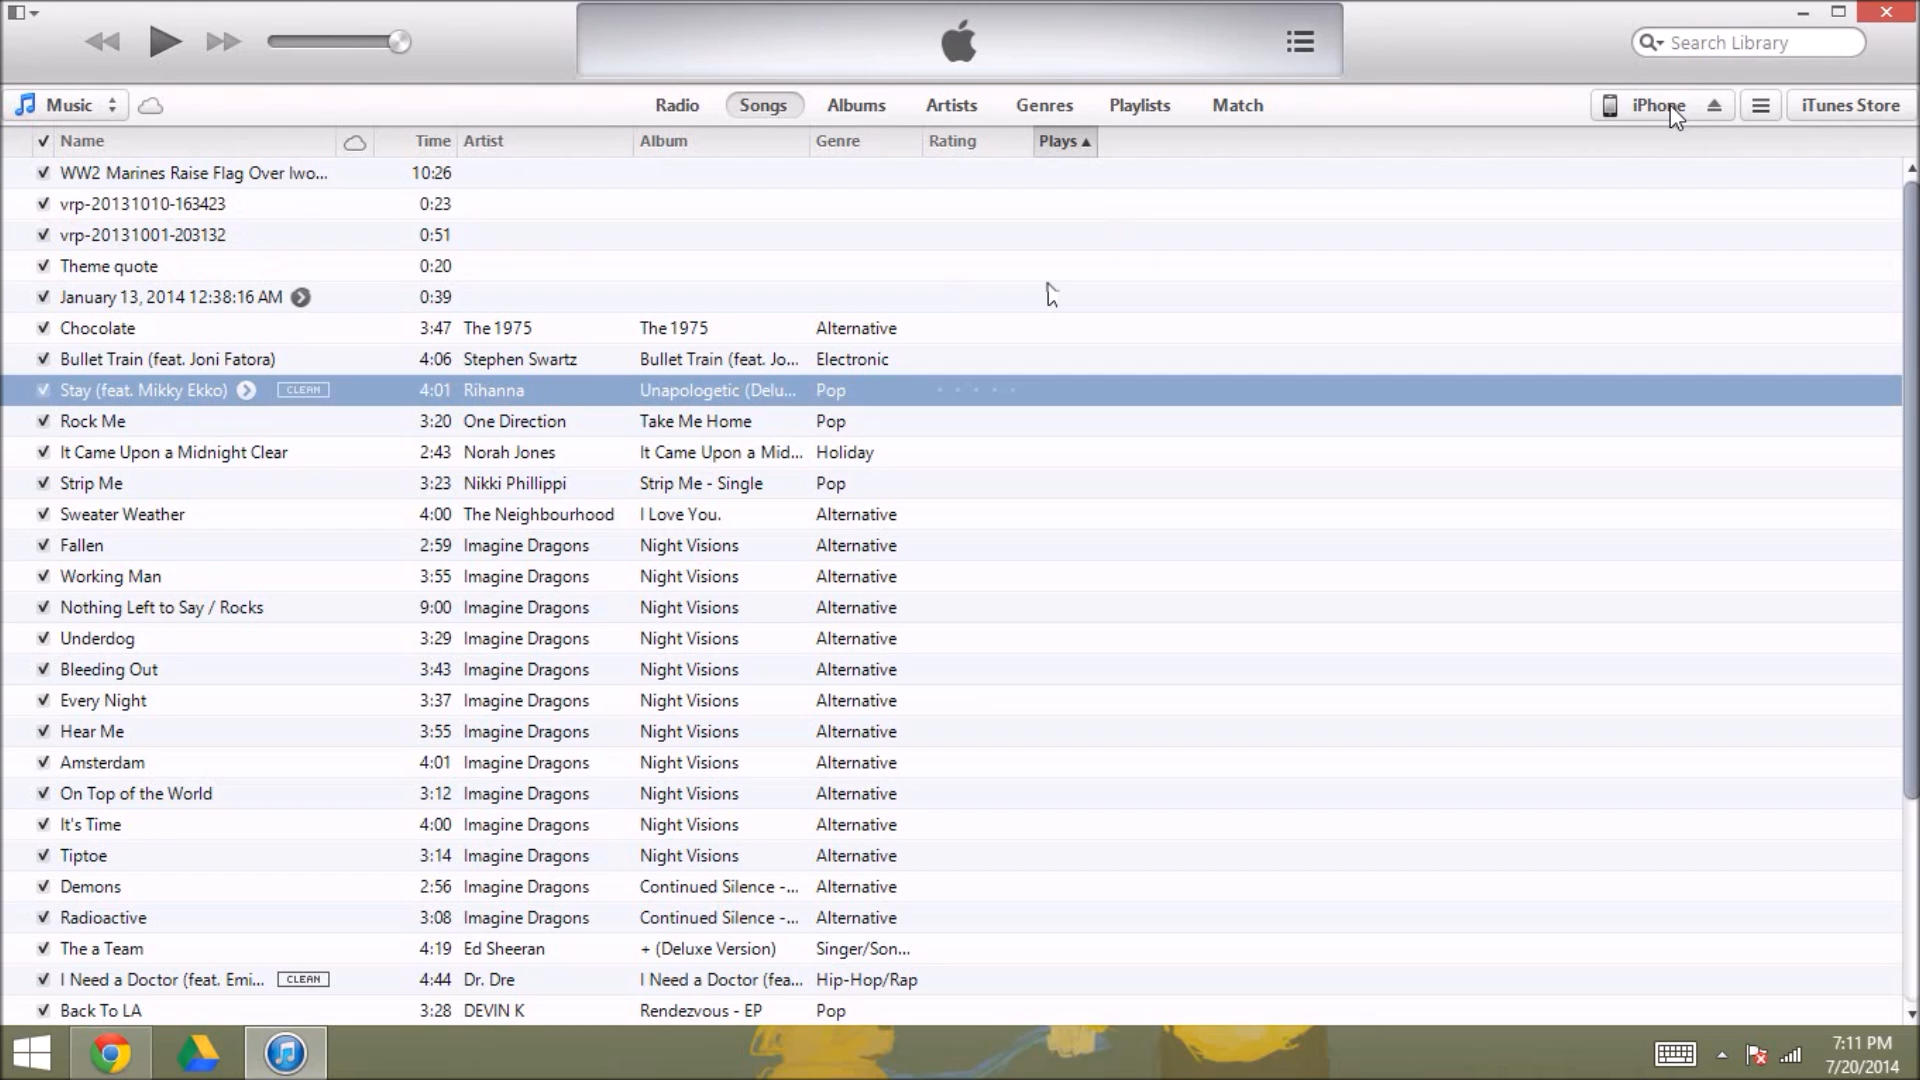 Search Library
Music Radio Songs Albums Artists Genres Playlists Match iPhone iTunes Store
Name Time Artist Album Genre Rating Plays
WW2 Marines Raise Flag Over Iwo... 10:26
vrp-20131010-163423 0:23
vrp-20131001-203132 0:51
Theme quote 0:20
January 13, 2014 12:38:16 AM 0:39
Chocolate 3:47 The 1975 The 1975 Alternative
Bullet Train (feat. Joni Fatora) 4:06 Stephen Swartz Bullet Train (feat. Jo... Electronic
Stay (feat. Mikky Ekko) CLEAN 4:01 Rihanna Unapologetic (Delu... Pop
Rock Me 3:20 One Direction Take Me Home Pop
It Came Upon a Midnight Clear 2:43 Norah Jones It Came Upon a Mid... Holiday
Strip Me 3:23 Nikki Phillippi Strip Me - Single Pop
Sweater Weather 4:00 The Neighbourhood I Love You. Alternative
Fallen 2:59 Imagine Dragons Night Visions Alternative
Working Man 3:55 Imagine Dragons Night Visions Alternative
Nothing Left to Say / Rocks 9:00 Imagine Dragons Night Visions Alternative
Underdog 3:29 Imagine Dragons Night Visions Alternative
Bleeding Out 3:43 Imagine Dragons Night Visions Alternative
Every Night 3:37 Imagine Dragons Night Visions Alternative
Hear Me 3:55 Imagine Dragons Night Visions Alternative
Amsterdam 4:01 Imagine Dragons Night Visions Alternative
On Top of the World 3:12 Imagine Dragons Night Visions Alternative
It's Time 4:00 Imagine Dragons Night Visions Alternative
Tiptoe 3:14 Imagine Dragons Night Visions Alternative
Demons 2:56 Imagine Dragons Continued Silence -... Alternative
Radioactive 3:08 Imagine Dragons Continued Silence -... Alternative
The a Team 4:19 Ed Sheeran + (Deluxe Version) Singer/Son...
I Need a Doctor (feat. Emi... CLEAN 4:44 Dr. Dre I Need a Doctor (fea... Hip-Hop/Rap
Back To LA 3:28 DEVIN K Rendezvous - EP Pop
7:11 PM
7/20/2014